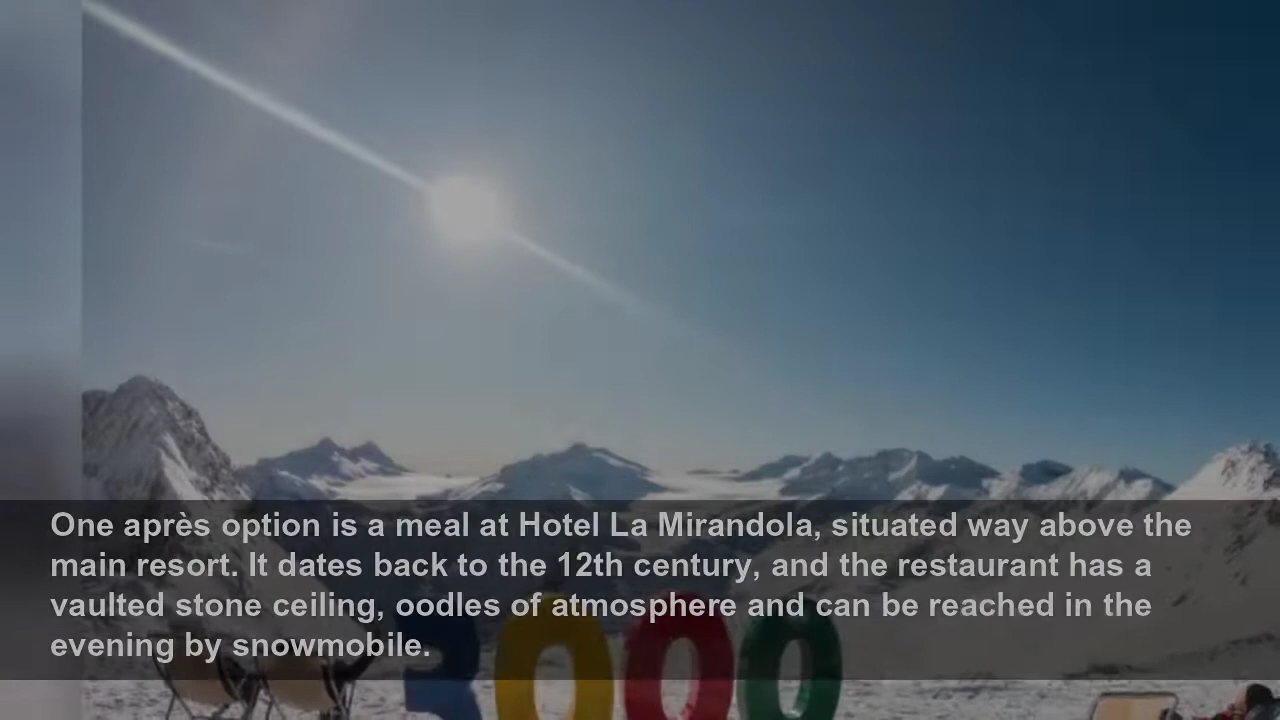 One après option is a meal at Hotel La Mirandola, situated way above the
main resort. It dates back to the 12th century, and the restaurant has a
vaulted stone ceiling, oodles of atmosphere and can be reached in the
evening by snowmobile.
3000